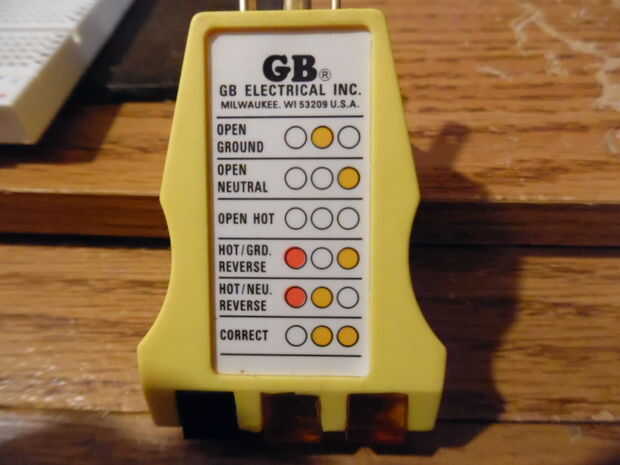 GB®
GB ELECTRICAL INC.
MILWAUKEE, WI 53209 U.S.A.
OPEN
GROUND
OPEN
NEUTRAL
OPEN HOT
HOT/GRD.
REVERSE
HOT/NEU.
REVERSE
CORRECT